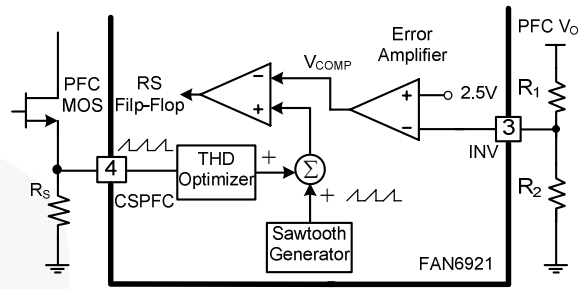 PFC VO
Error
Amplifier
VCOMP
PFC
MOS
RS
Filp-Flop
−
+
+
−
2.5V
R1
3
INV
4
THD
Optimizer
+
Σ
RS
CSPFC
+
R2
Sawtooth
Generator
FAN6921